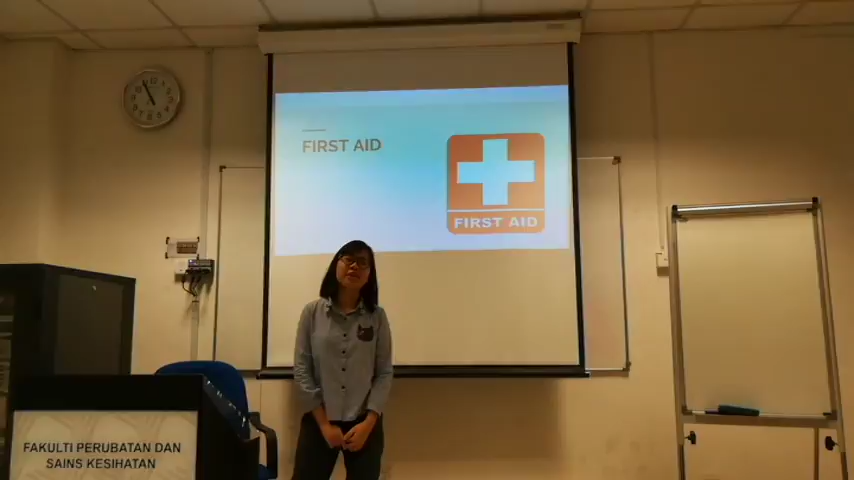 FIRST AID
FIRST AID
FAKULTI PERUBATAN DAN
SAINS KESIHATAN